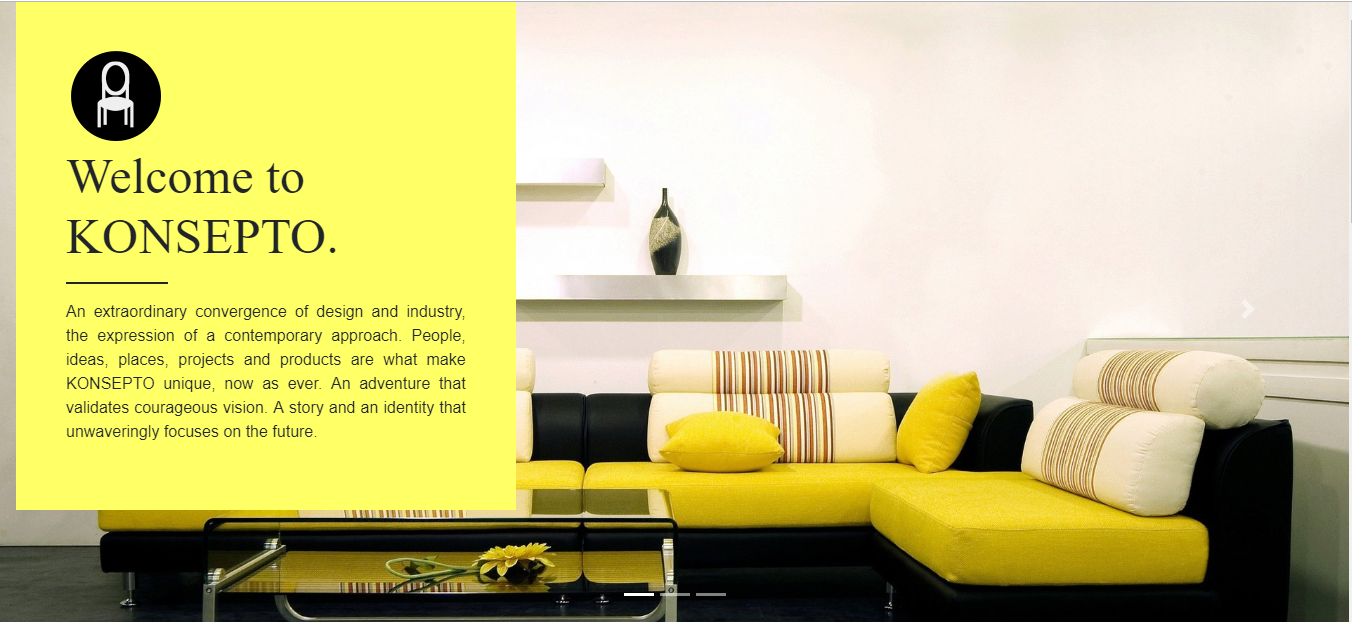 Welcome to
KONSEPTO.
An extraordinary convergence of design and industry,
the expression of a contemporary approach. People,
ideas, places, projects and products are what make
KONSEPTO unique, now as ever. An adventure that
validates courageous vision. A story and an identity that
unwaveringly focuses on the future.